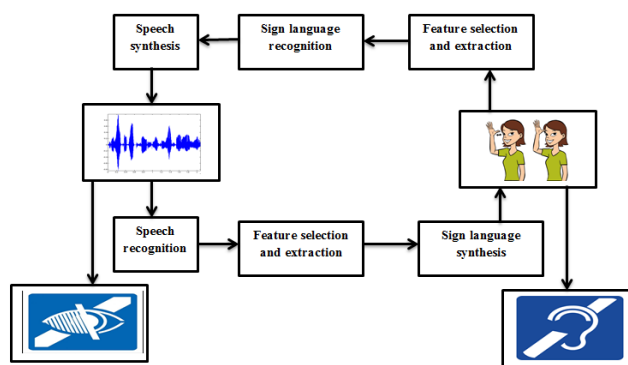 Speech
synthesis
Sign language
recognition
Feature selection
and extraction
Speech
recognition
Feature selection
and extraction
Sign language
synthesis